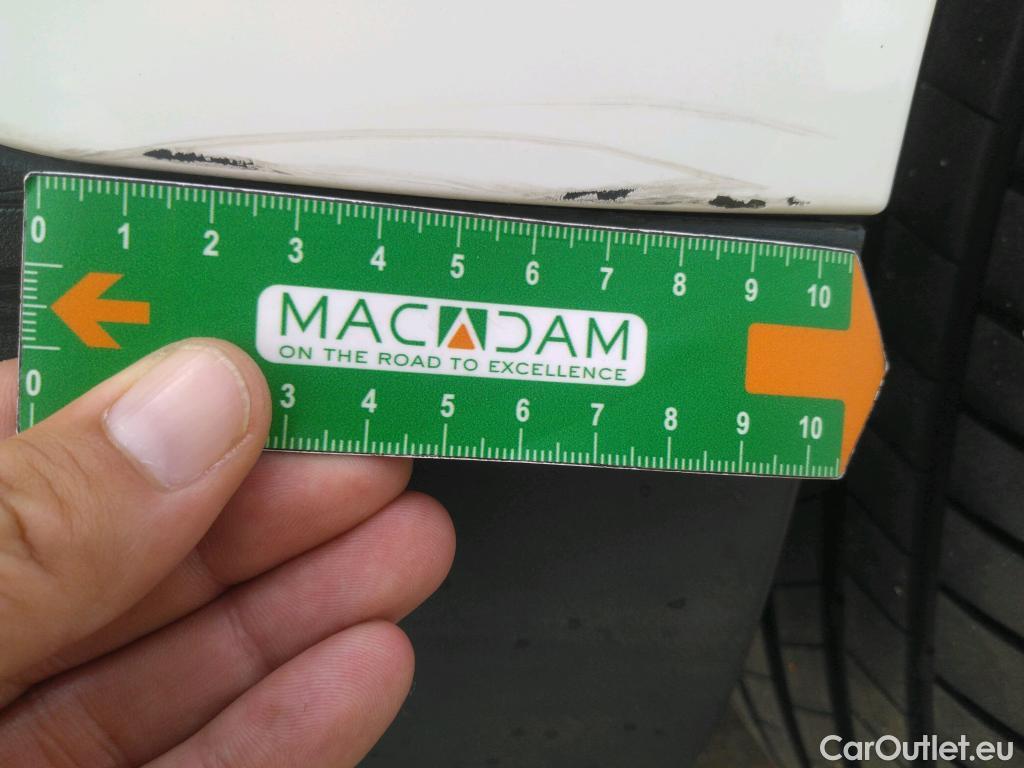 0 1 2 3 4 5 6 7 8 9 10
MACADAM
ON THE ROAD TO EXCELLENCE
0 3 4 5 6 7 8 9 10
CarOutlet.eu